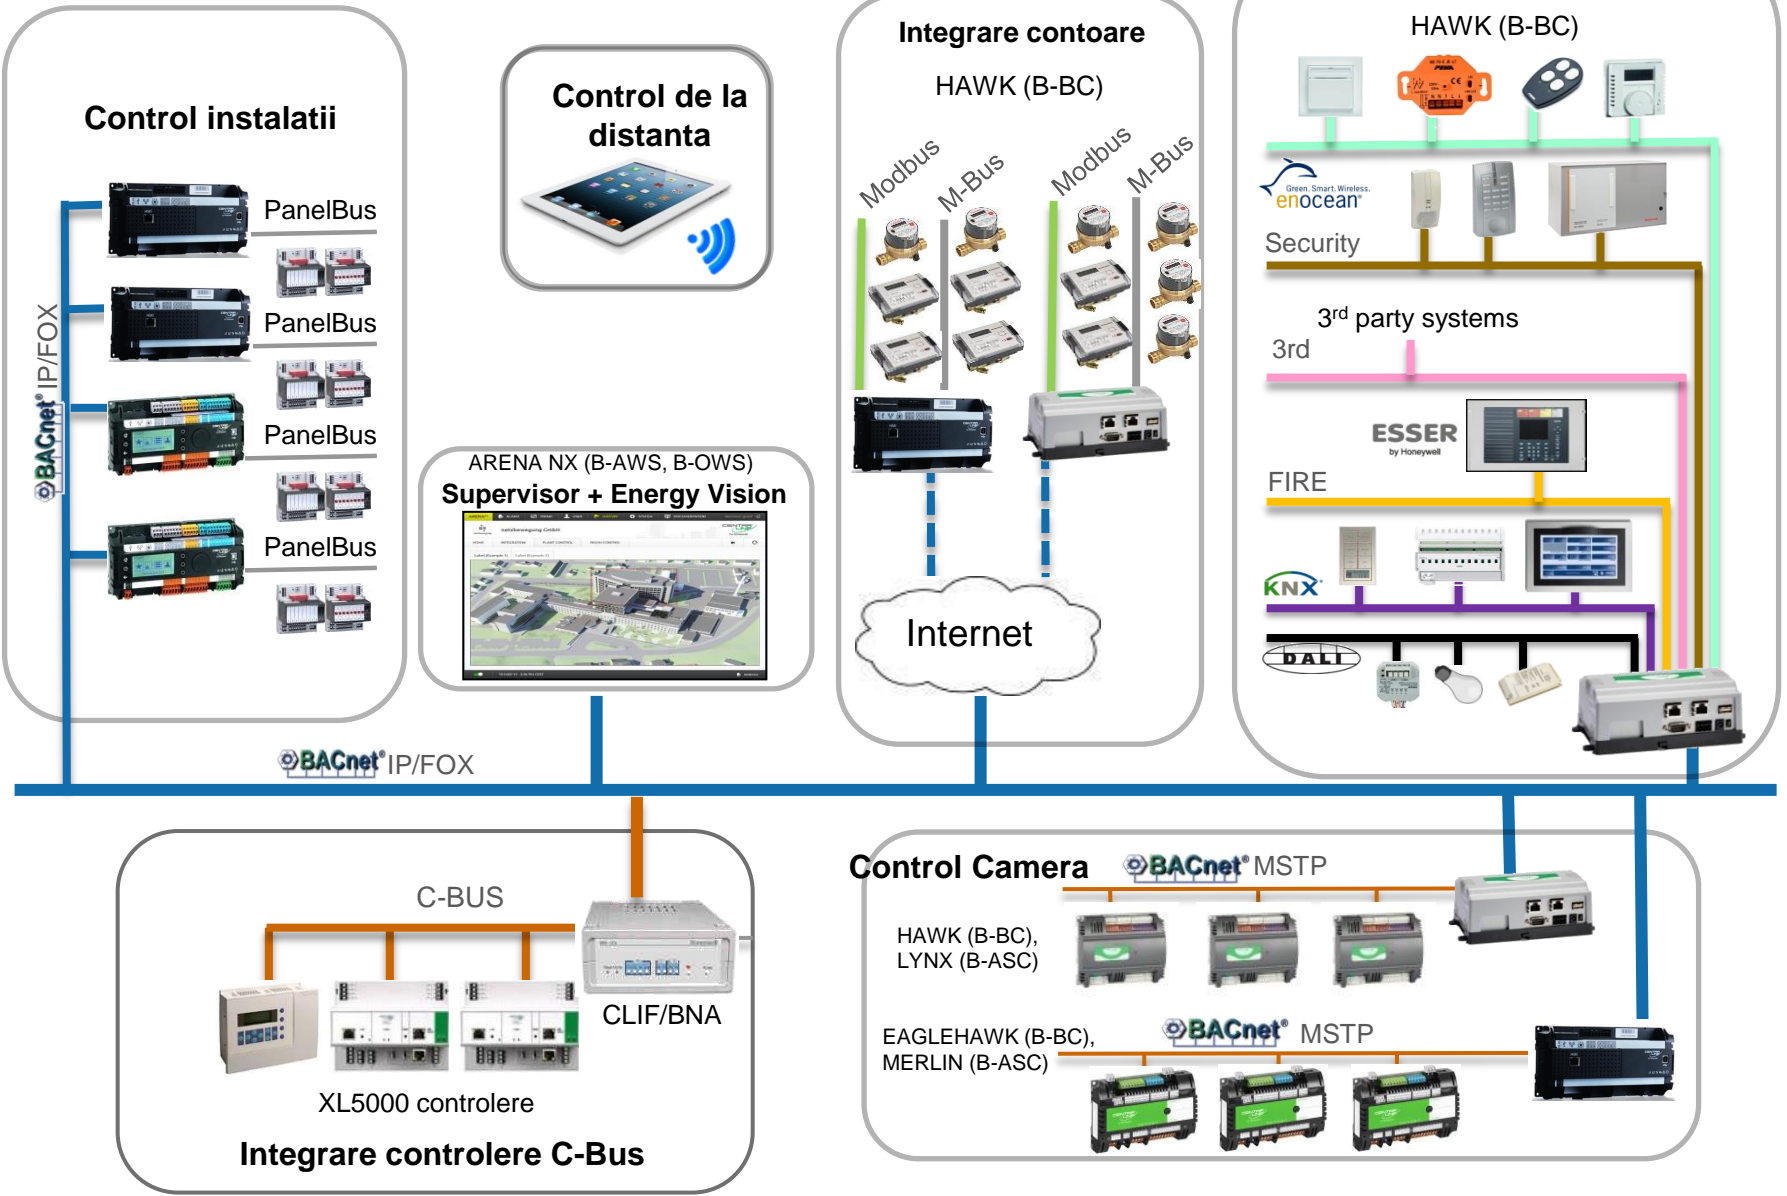 Control instalatii
PanelBus
PanelBus
PanelBus
PanelBus
BACnet® IP/FOX
Control de la
distanta
ARENA NX (B-AWS, B-OWS)
Supervisor + Energy Vision
netzbewegung GmbH
Integrare contoare
HAWK (B-BC)
Modbus
M-Bus
Modbus
M-Bus
Internet
HAWK (B-BC)
Green. Smart. Wireless.
enocean®
Security
3rd party systems
3rd
ESSER
by Honeywell
FIRE
KNX®
DALI
BACnet® IP/FOX
C-BUS
CLIF/BNA
XL5000 controlere
Integrare controlere C-Bus
Control Camera
BACnet® MSTP
HAWK (B-BC),
LYNX (B-ASC)
BACnet® MSTP
EAGLEHAWK (B-BC),
MERLIN (B-ASC)